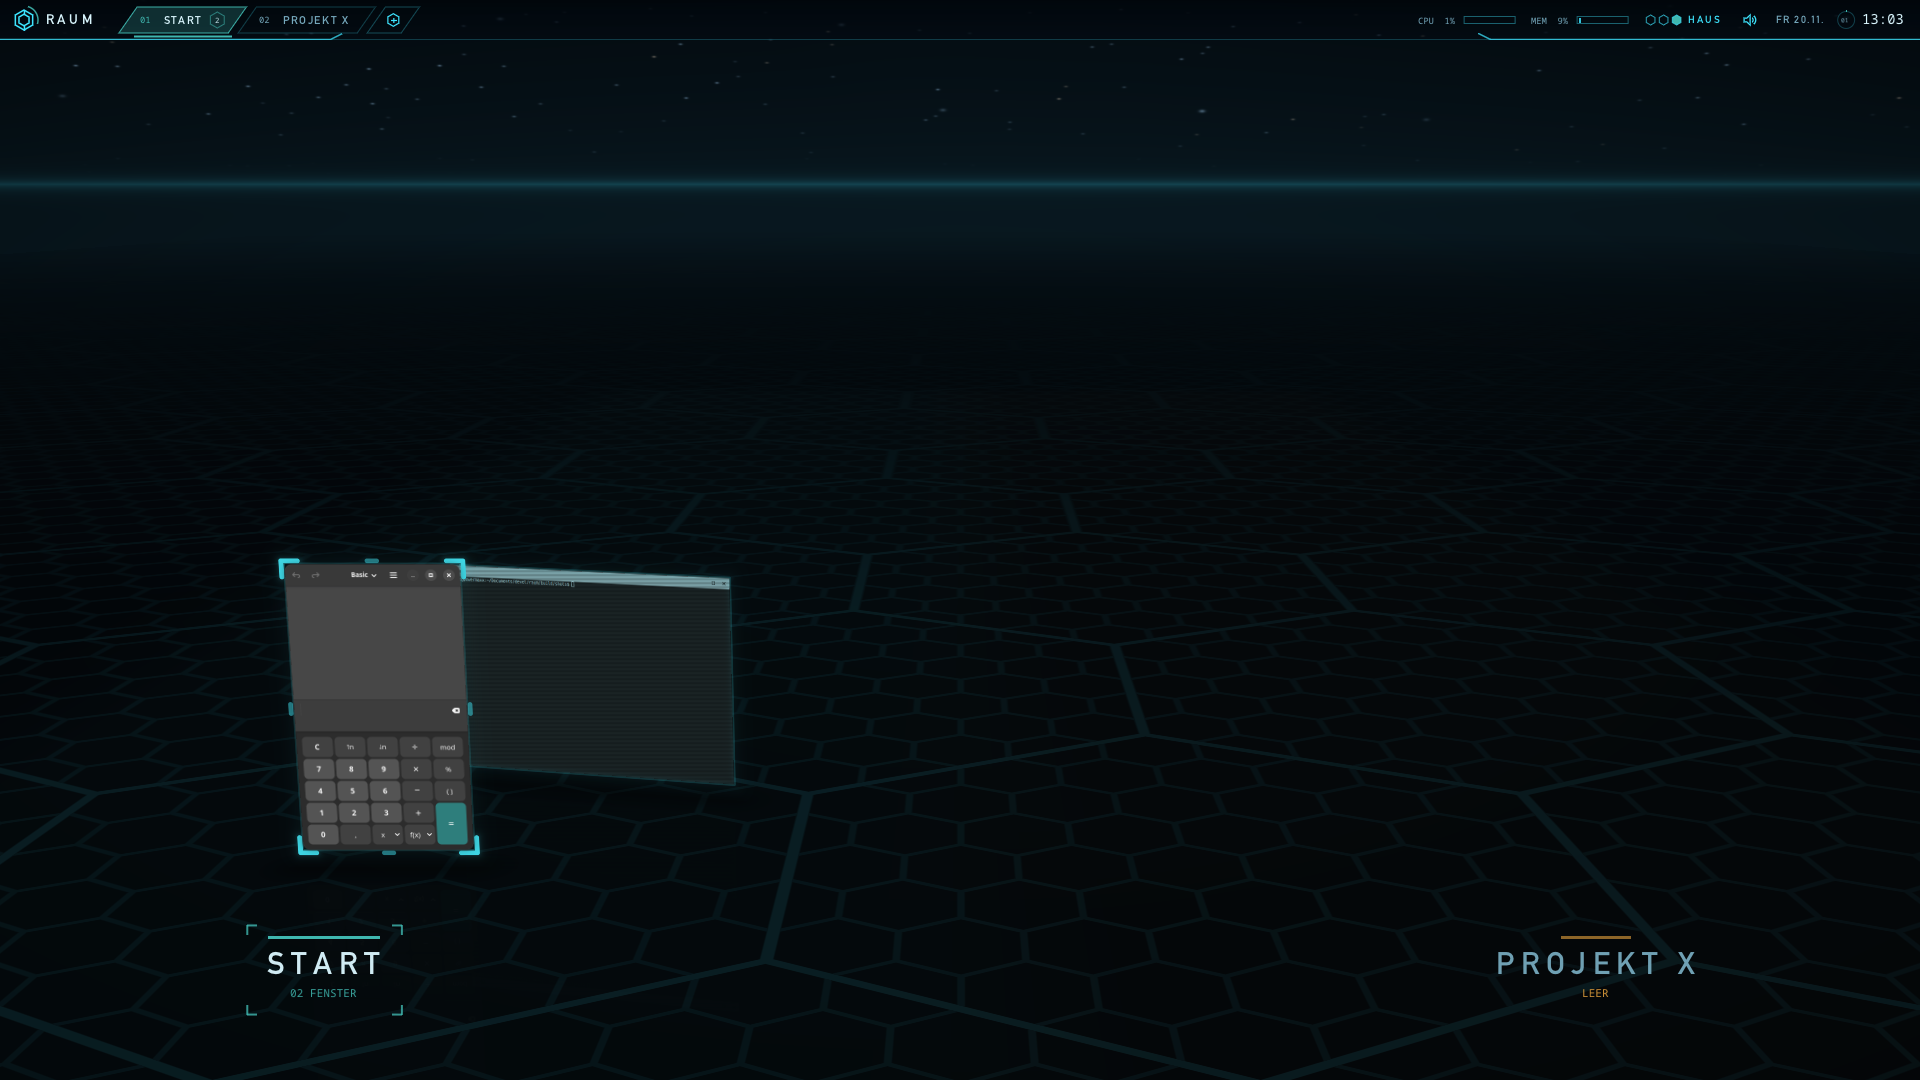 RAUM
01 START 2
02 PROJEKT X
CPU 1%
MEM 9%
HAUS
FR 20.11.
01
13:03
Basic
C !n mod
7 8 9 × %
4 5 6 − ( )
1 2 3 +
0 , x f(x) =
START
02 FENSTER
PROJEKT X
LEER